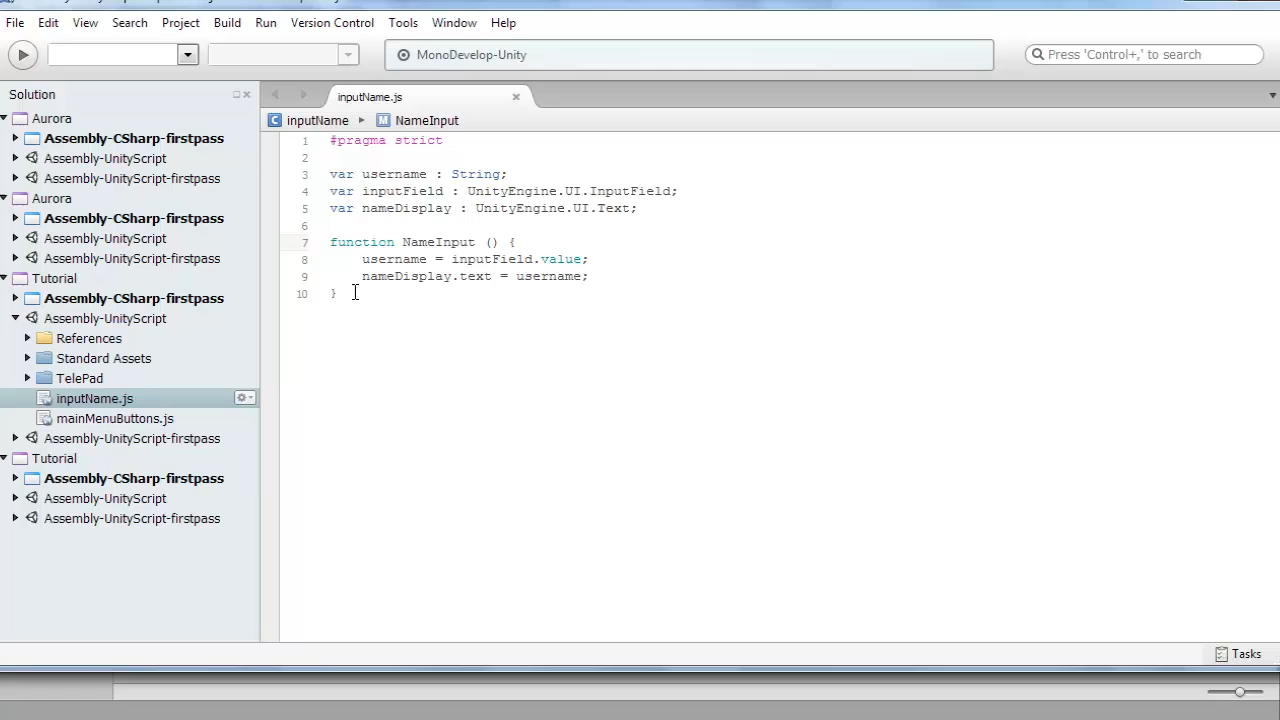 File Edit View Search Project Build Run Version Control Tools Window Help
MonoDevelop-Unity
Press 'Control+,' to search
Solution
Aurora
Assembly-CSharp-firstpass
Assembly-UnityScript
Assembly-UnityScript-firstpass
Aurora
Assembly-CSharp-firstpass
Assembly-UnityScript
Assembly-UnityScript-firstpass
Tutorial
Assembly-CSharp-firstpass
Assembly-UnityScript
References
Standard Assets
TelePad
inputName.js
mainMenuButtons.js
Assembly-UnityScript-firstpass
Tutorial
Assembly-CSharp-firstpass
Assembly-UnityScript
Assembly-UnityScript-firstpass
inputName.js
inputName NameInput
1 #pragma strict
2
3 var username : String;
4 var inputField : UnityEngine.UI.InputField;
5 var nameDisplay : UnityEngine.UI.Text;
6
7 function NameInput () {
8 username = inputField.value;
9 nameDisplay.text = username;
10 }
Tasks